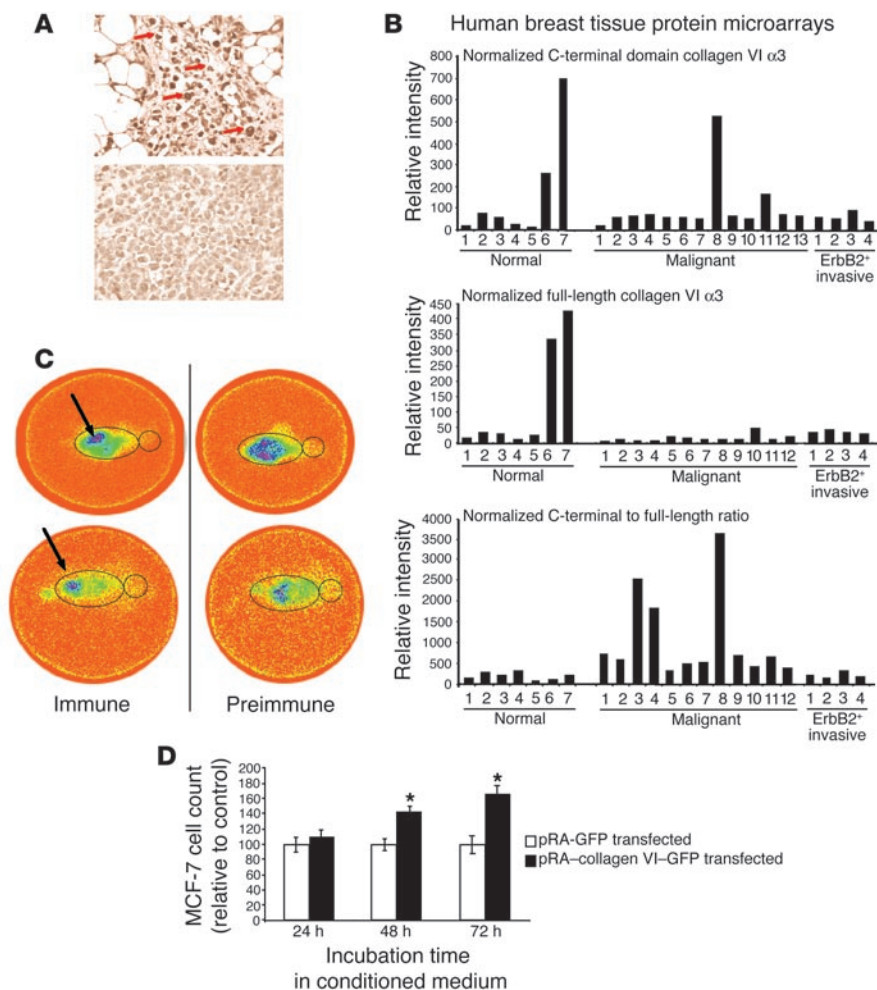 A
B Human breast tissue protein microarrays
Normalized C-terminal domain collagen VI α3
Relative intensity
800
700
600
500
400
300
200
100
0
1 2 3 4 5 6 7 1 2 3 4 5 6 7 8 9 10 11 12 13 1 2 3 4
Normal Malignant ErbB2⁺
invasive
Normalized full-length collagen VI α3
Relative intensity
450
400
350
300
250
200
150
100
50
0
1 2 3 4 5 6 7 1 2 3 4 5 6 7 8 9 10 11 12 1 2 3 4
Normal Malignant ErbB2⁺
invasive
Normalized C-terminal to full-length ratio
Relative intensity
4000
3500
3000
2500
2000
1500
1000
500
0
1 2 3 4 5 6 7 1 2 3 4 5 6 7 8 9 10 11 12 1 2 3 4
Normal Malignant ErbB2⁺
invasive
C
Immune Preimmune
D
MCF-7 cell count
(relative to control)
200
180
160
140
120
100
80
60
40
20
0
* *
24 h 48 h 72 h
Incubation time
in conditioned medium
pRA-GFP transfected
pRA–collagen VI–GFP transfected